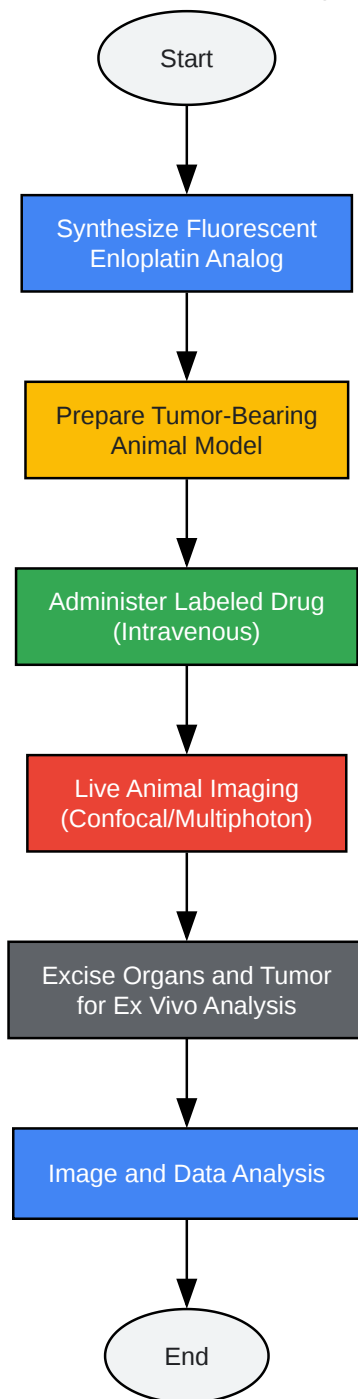 Start
Synthesize Fluorescent
Enloplatin Analog
Prepare Tumor-Bearing
Animal Model
Administer Labeled Drug
(Intravenous)
Live Animal Imaging
(Confocal/Multiphoton)
Excise Organs and Tumor
for Ex Vivo Analysis
Image and Data Analysis
End